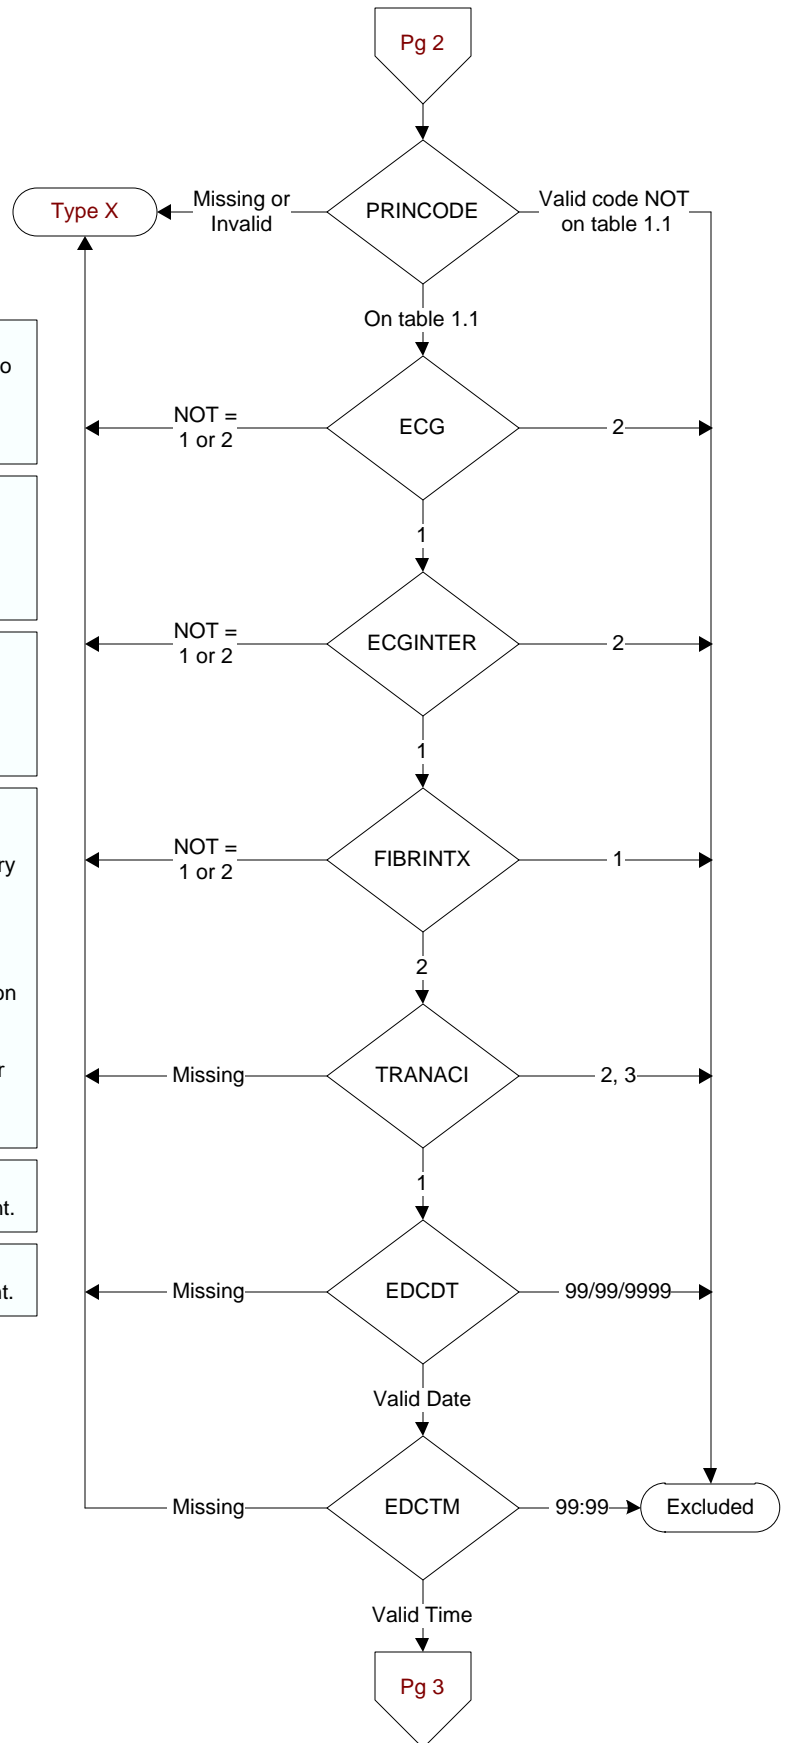 Pg 2
Type X
Missing or
Invalid
PRINCODE
Valid code NOT
on table 1.1
On table 1.1
NOT =
1 or 2
ECG
2
1
NOT =
1 or 2
ECGINTER
2
1
NOT =
1 or 2
FIBRINTX
1
2
Missing
TRANACI
2, 3
1
Missing
EDCDT
99/99/9999
Valid Date
Missing
EDCTM
99:99
Excluded
Valid Time
Pg 3